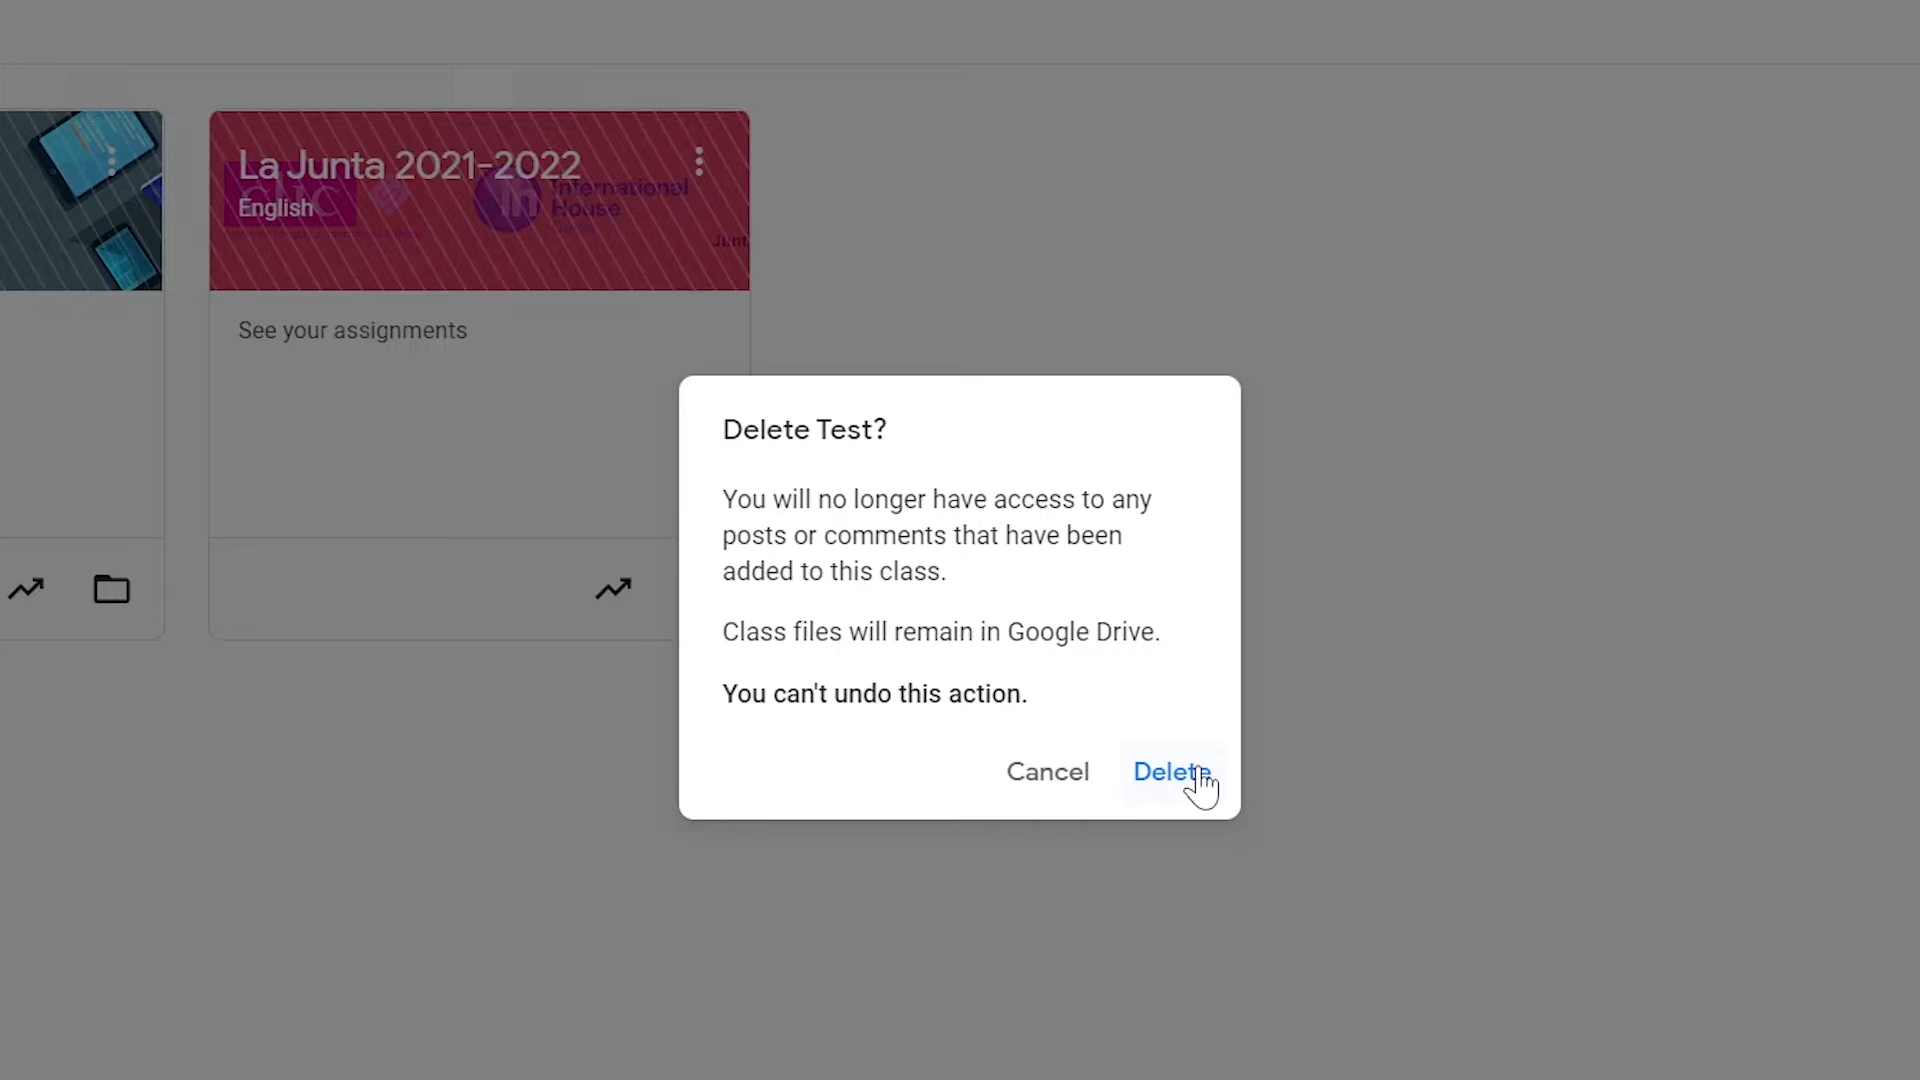 La Junta 2021-2022
English
International
House
See your assignments
Delete Test?
You will no longer have access to any
posts or comments that have been
added to this class.
Class files will remain in Google Drive.
You can't undo this action.
Cancel
Delete